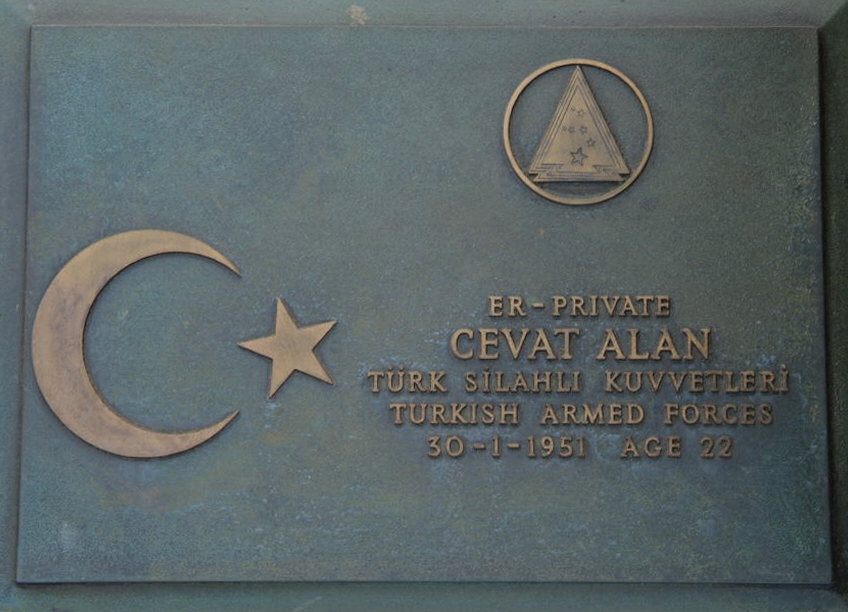 ER-PRIVATE
CEVAT ALAN
TÜRK SİLAHLI KUVVETLERİ
TURKISH ARMED FORCES
30-1-1951 AGE 22